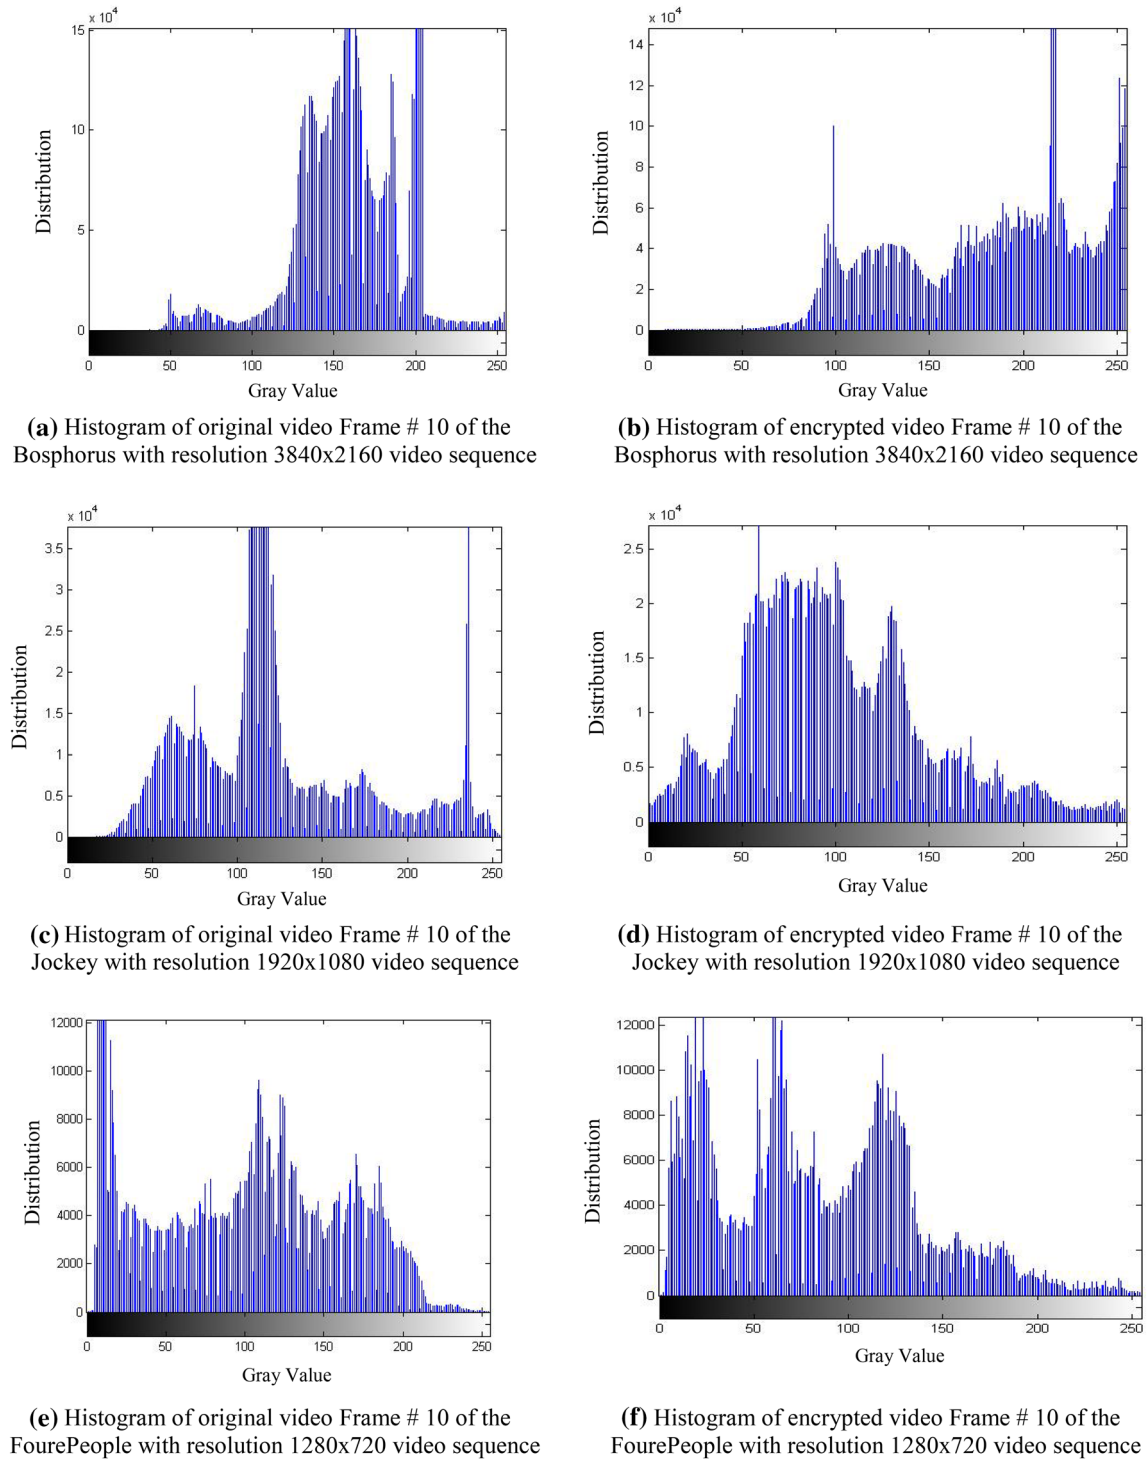 x 10⁴
15
10
5
0
Distribution
0 50 100 150 200 250
Gray Value
(a) Histogram of original video Frame # 10 of the
Bosphorus with resolution 3840x2160 video sequence
x 10⁴
14
12
10
8
6
4
2
0
Distribution
0 50 100 150 200 250
Gray Value
(b) Histogram of encrypted video Frame # 10 of the
Bosphorus with resolution 3840x2160 video sequence
x 10⁴
3.5
3
2.5
2
1.5
1
0.5
0
Distribution
0 50 100 150 200 250
Gray Value
(c) Histogram of original video Frame # 10 of the
Jockey with resolution 1920x1080 video sequence
x 10⁴
2.5
2
1.5
1
0.5
0
Distribution
0 50 100 150 200 250
Gray Value
(d) Histogram of encrypted video Frame # 10 of the
Jockey with resolution 1920x1080 video sequence
12000
10000
8000
6000
4000
2000
0
Distribution
0 50 100 150 200 250
Gray Value
(e) Histogram of original video Frame # 10 of the
FourePeople with resolution 1280x720 video sequence
12000
10000
8000
6000
4000
2000
0
Distribution
0 50 100 150 200 250
Gray Value
(f) Histogram of encrypted video Frame # 10 of the
FourePeople with resolution 1280x720 video sequence